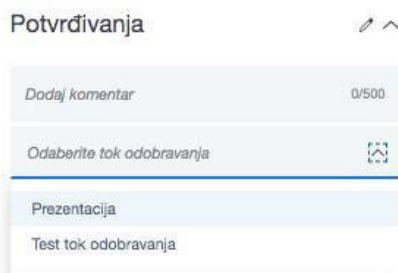 Potvrđivanja
Dodaj komentar 0/500
Odaberite tok odobravanja
Prezentacija
Test tok odobravanja